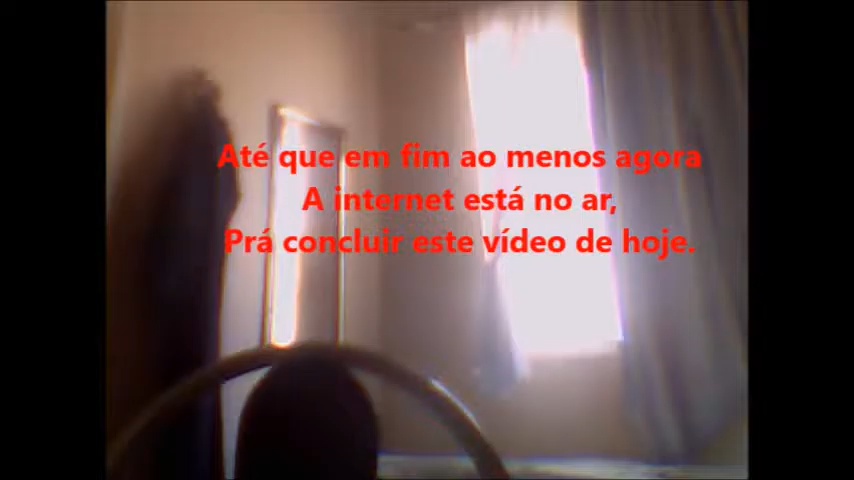 Até que em fim ao menos agora
A internet está no ar,
Prá concluir este vídeo de hoje.